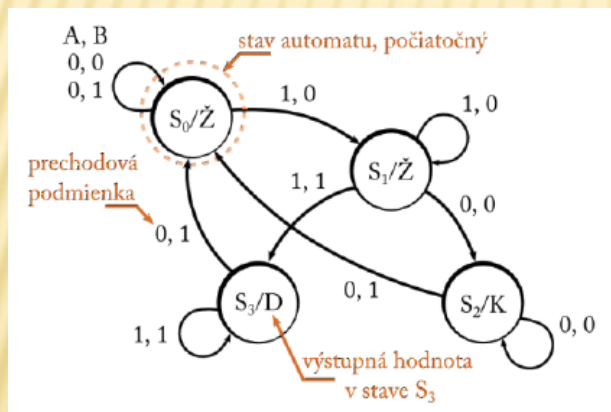 A, B
0, 0
0, 1
stav automatu, počiatočný
S₀/Ž
1, 0
1, 0
S₁/Ž
prechodová
podmienka
0, 1
1, 1
0, 0
S₃/D
0, 1
S₂/K
1, 1
0, 0
výstupná hodnota
v stave S₃